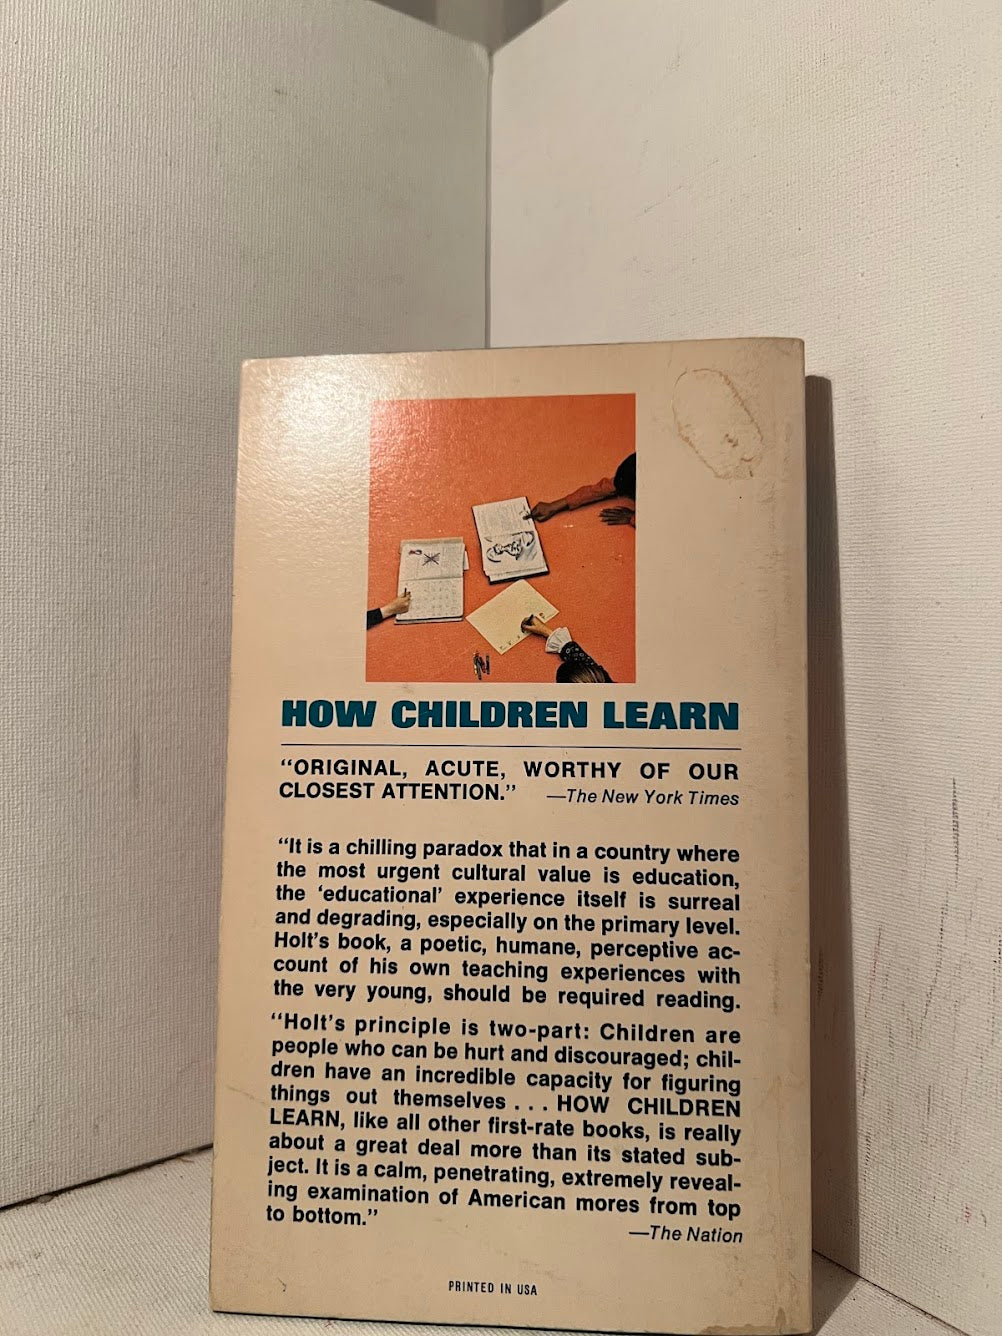 HOW CHILDREN LEARN
“ORIGINAL, ACUTE, WORTHY OF OUR
CLOSEST ATTENTION.” —The New York Times
“It is a chilling paradox that in a country where
the most urgent cultural value is education,
the ‘educational’ experience itself is surreal
and degrading, especially on the primary level.
Holt’s book, a poetic, humane, perceptive ac-
count of his own teaching experiences with
the very young, should be required reading.
“Holt’s principle is two-part: Children are
people who can be hurt and discouraged; chil-
dren have an incredible capacity for figuring
things out themselves . . . HOW CHILDREN
LEARN, like all other first-rate books, is really
about a great deal more than its stated sub-
ject. It is a calm, penetrating, extremely reveal-
ing examination of American mores from top
to bottom.”
—The Nation
PRINTED IN USA